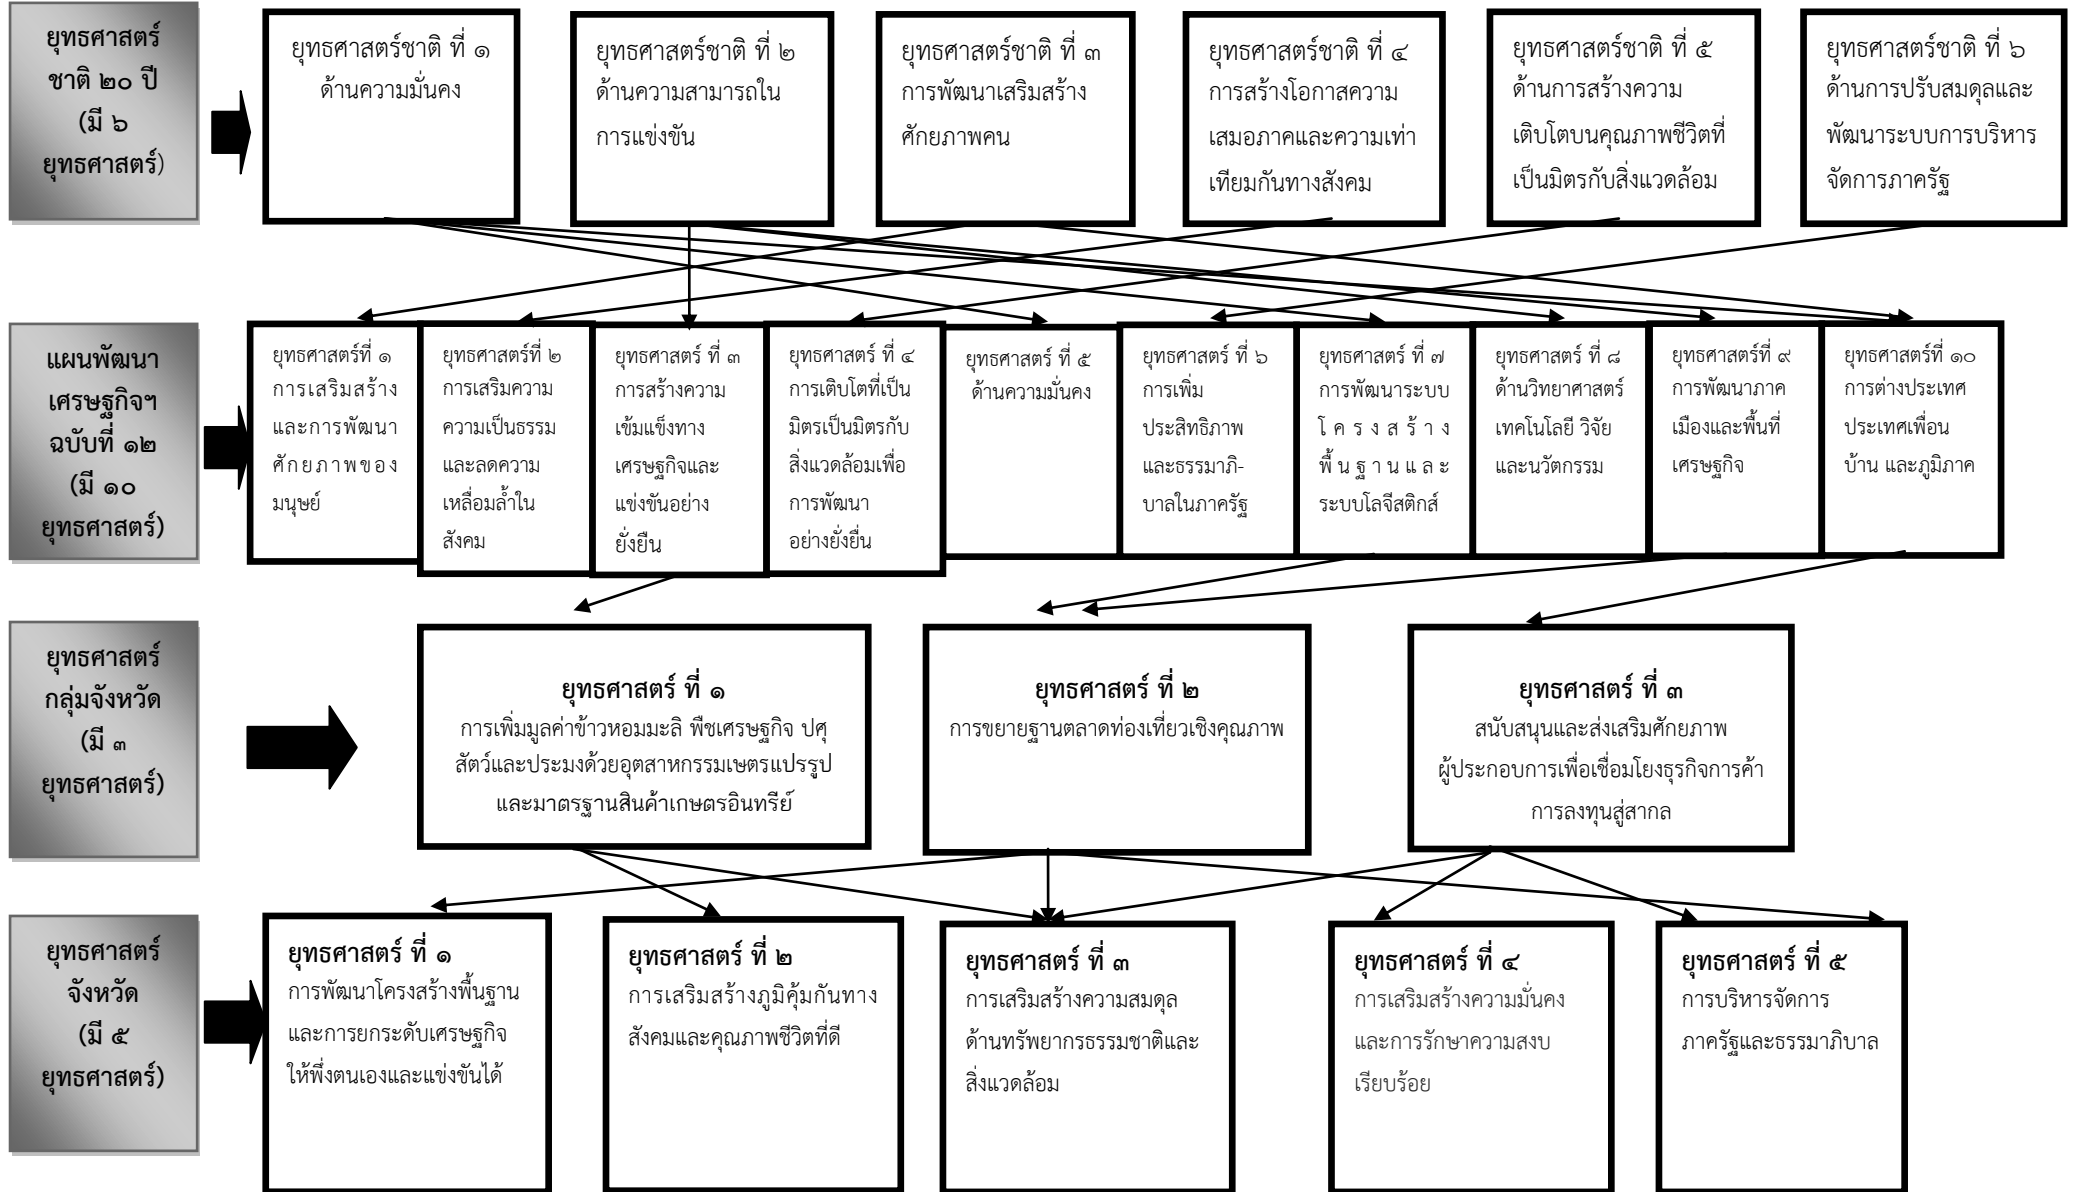 ยุทธศาสตร์
ชาติ ๒๐ ปี
(มี ๖
ยุทธศาสตร์)
ยุทธศาสตร์ชาติ ที่ ๑
ด้านความมั่นคง
ยุทธศาสตร์ชาติ ที่ ๒
ด้านความสามารถใน
การแข่งขัน
ยุทธศาสตร์ชาติ ที่ ๓
การพัฒนาเสริมสร้าง
ศักยภาพคน
ยุทธศาสตร์ชาติ ที่ ๔
การสร้างโอกาสความ
เสมอภาคและความเท่า
เทียมกันทางสังคม
ยุทธศาสตร์ชาติ ที่ ๕
ด้านการสร้างความ
เติบโตบนคุณภาพชีวิตที่
เป็นมิตรกับสิ่งแวดล้อม
ยุทธศาสตร์ชาติ ที่ ๖
ด้านการปรับสมดุลและ
พัฒนาระบบการบริหาร
จัดการภาครัฐ
แผนพัฒนา
เศรษฐกิจฯ
ฉบับที่ ๑๒
(มี ๑๐
ยุทธศาสตร์)
ยุทธศาสตร์ที่ ๑
การเสริมสร้าง
และการพัฒนา
ศักยภาพของ
มนุษย์
ยุทธศาสตร์ที่ ๒
การเสริมความ
ความเป็นธรรม
และลดความ
เหลื่อมล้ำใน
สังคม
ยุทธศาสตร์ ที่ ๓
การสร้างความ
เข้มแข็งทาง
เศรษฐกิจและ
แข่งขันอย่าง
ยั่งยืน
ยุทธศาสตร์ ที่ ๔
การเติบโตที่เป็น
มิตรเป็นมิตรกับ
สิ่งแวดล้อมเพื่อ
การพัฒนา
อย่างยั่งยืน
ยุทธศาสตร์ ที่ ๕
ด้านความมั่นคง
ยุทธศาสตร์ ที่ ๖
การเพิ่ม
ประสิทธิภาพ
และธรรมาภิ-
บาลในภาครัฐ
ยุทธศาสตร์ ที่ ๗
การพัฒนาระบบ
โครงสร้าง
พื้นฐานและ
ระบบโลจีสติกส์
ยุทธศาสตร์ ที่ ๘
ด้านวิทยาศาสตร์
เทคโนโลยี วิจัย
และนวัตกรรม
ยุทธศาสตร์ที่ ๙
การพัฒนาภาค
เมืองและพื้นที่
เศรษฐกิจ
ยุทธศาสตร์ที่ ๑๐
การต่างประเทศ
ประเทศเพื่อน
บ้าน และภูมิภาค
ยุทธศาสตร์
กลุ่มจังหวัด
(มี ๓
ยุทธศาสตร์)
ยุทธศาสตร์ ที่ ๑
การเพิ่มมูลค่าข้าวหอมมะลิ พืชเศรษฐกิจ ปศุ
สัตว์และประมงด้วยอุตสาหกรรมเษตรแปรรูป
และมาตรฐานสินค้าเกษตรอินทรีย์
ยุทธศาสตร์ ที่ ๒
การขยายฐานตลาดท่องเที่ยวเชิงคุณภาพ
ยุทธศาสตร์ ที่ ๓
สนับสนุนและส่งเสริมศักยภาพ
ผู้ประกอบการเพื่อเชื่อมโยงธุรกิจการค้า
การลงทุนสู่สากล
ยุทธศาสตร์
จังหวัด
(มี ๕
ยุทธศาสตร์)
ยุทธศาสตร์ ที่ ๑
การพัฒนาโครงสร้างพื้นฐาน
และการยกระดับเศรษฐกิจ
ให้พึ่งตนเองและแข่งขันได้
ยุทธศาสตร์ ที่ ๒
การเสริมสร้างภูมิคุ้มกันทาง
สังคมและคุณภาพชีวิตที่ดี
ยุทธศาสตร์ ที่ ๓
การเสริมสร้างความสมดุล
ด้านทรัพยากรธรรมชาติและ
สิ่งแวดล้อม
ยุทธศาสตร์ ที่ ๔
การเสริมสร้างความมั่นคง
และการรักษาความสงบ
เรียบร้อย
ยุทธศาสตร์ ที่ ๕
การบริหารจัดการ
ภาครัฐและธรรมาภิบาล